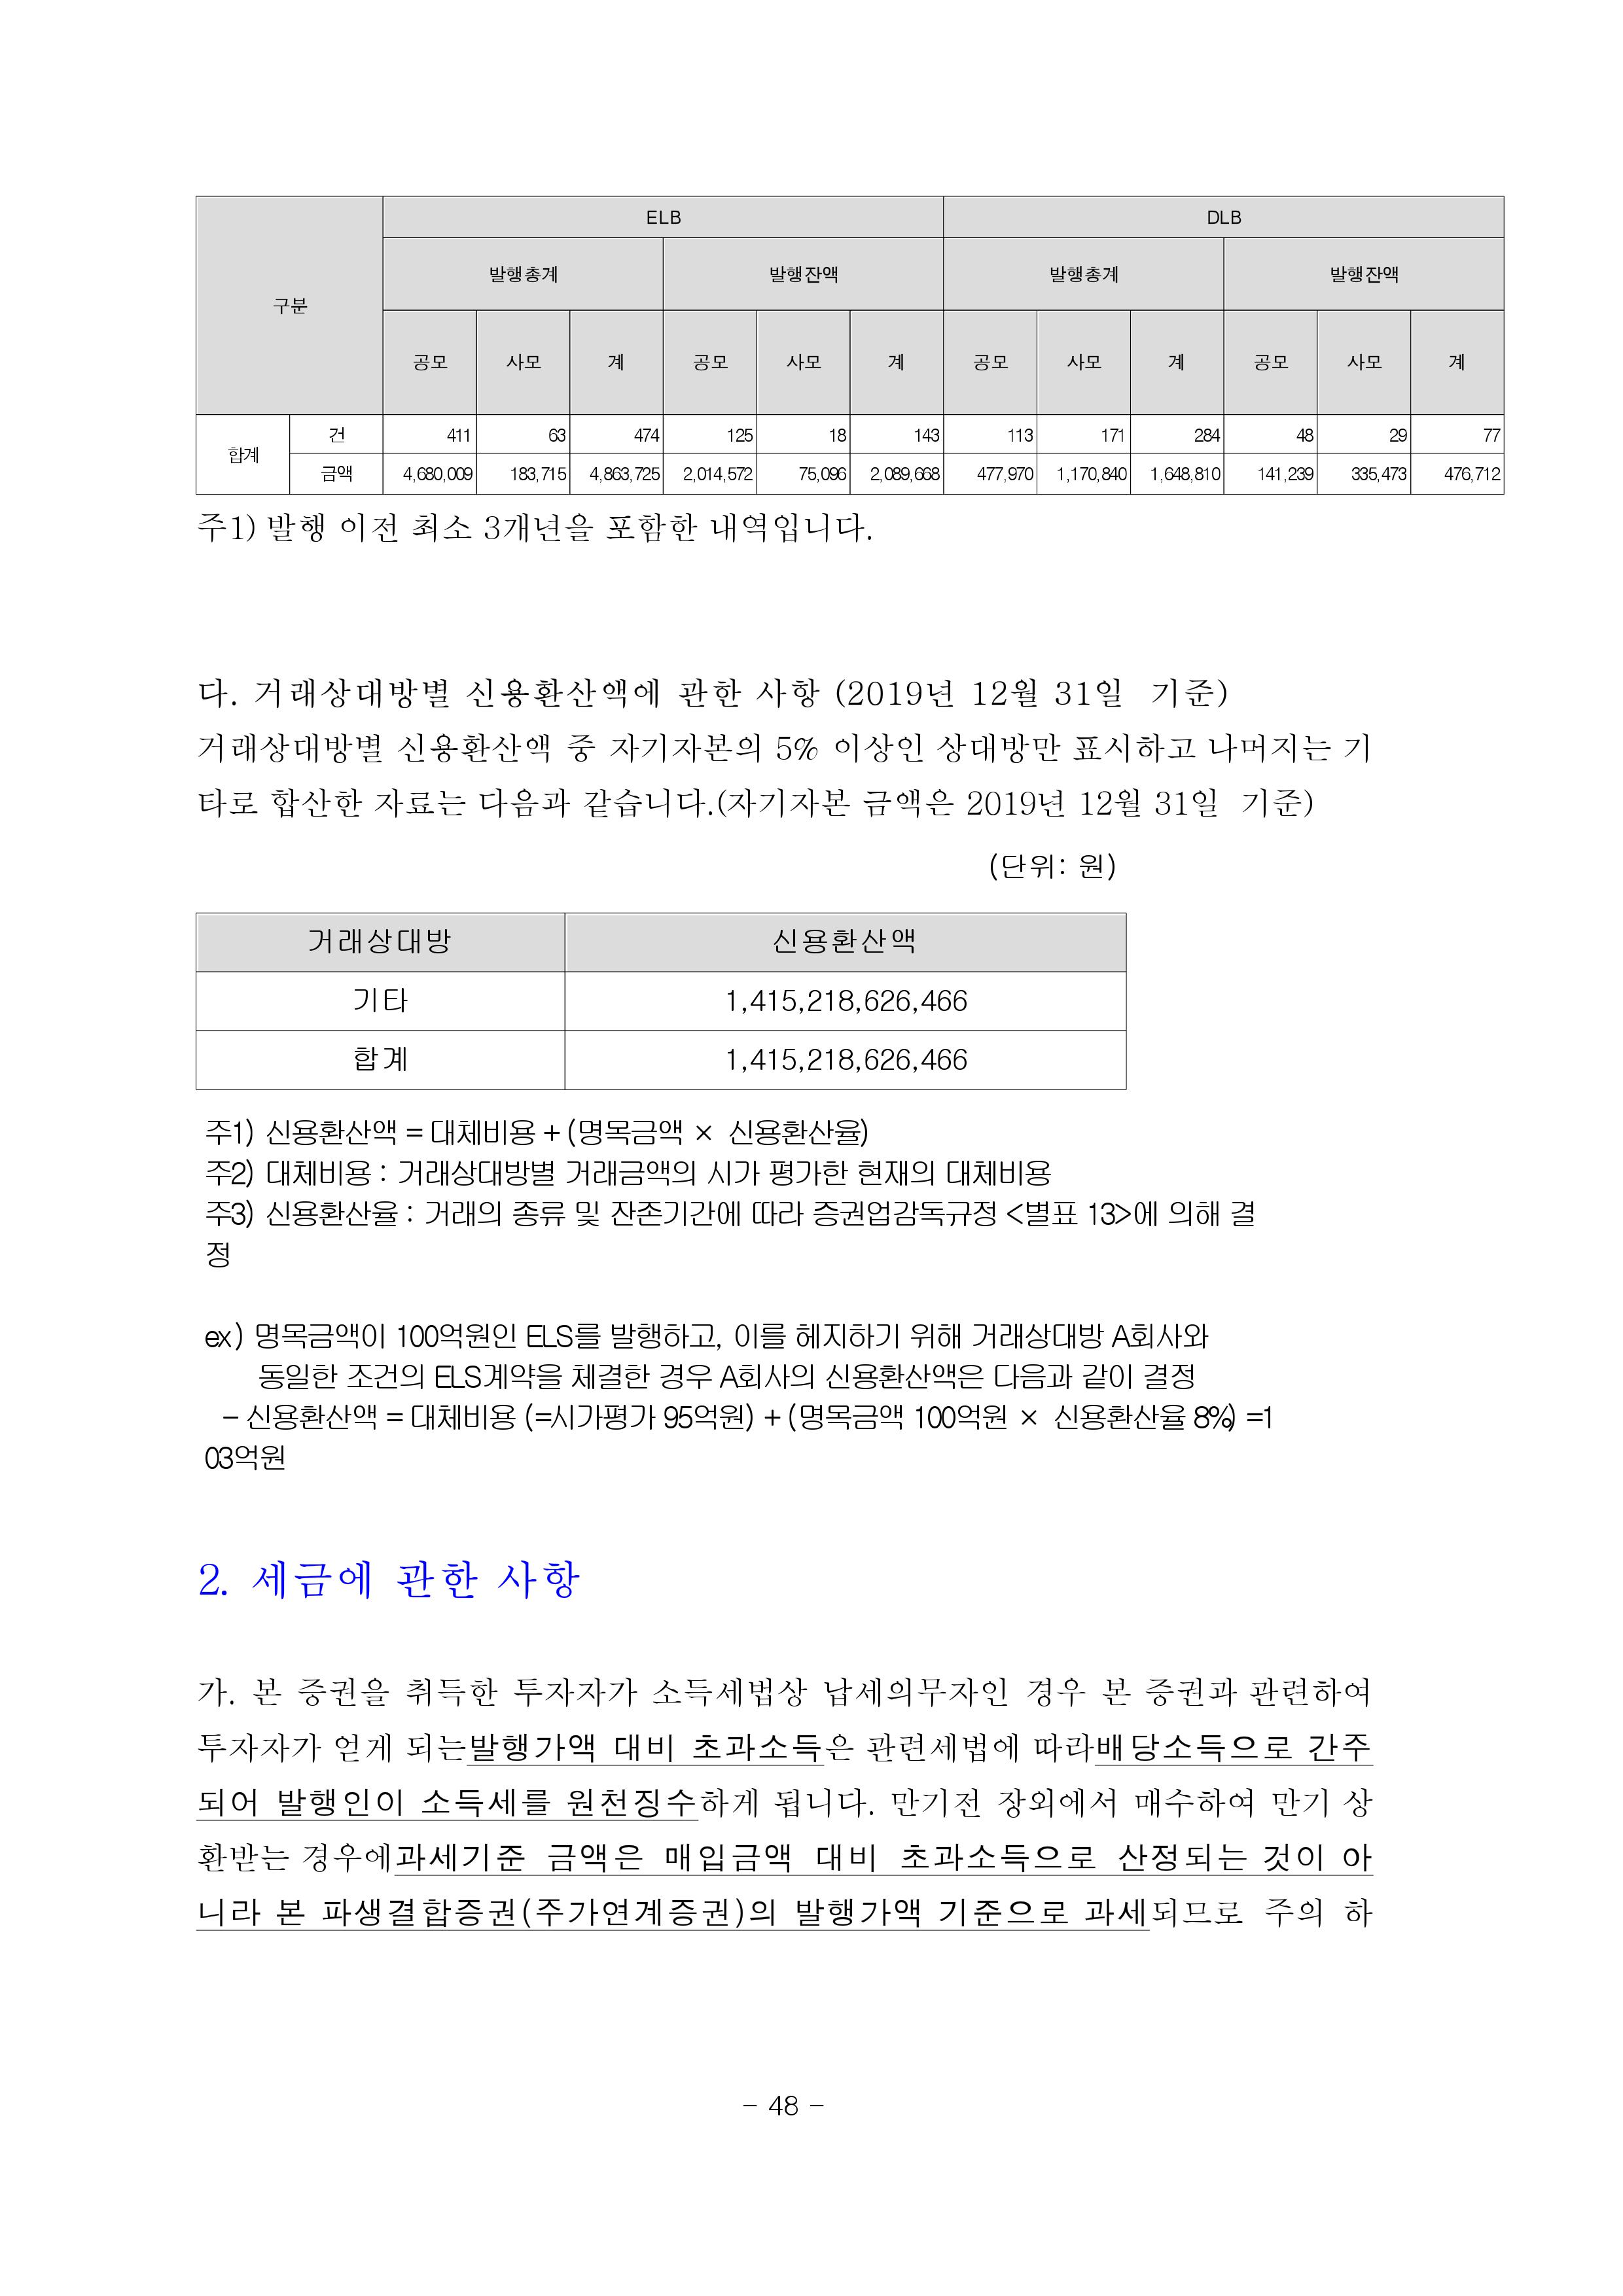 구분 ELB DLB
발행총계 발행잔액 발행총계 발행잔액
공모 사모 계 공모 사모 계 공모 사모 계 공모 사모 계
합계 건 411 63 474 125 18 143 113 171 284 48 29 77
금액 4,680,009 183,715 4,863,725 2,014,572 75,096 2,089,668 477,970 1,170,840 1,648,810 141,239 335,473 476,712
주1) 발행 이전 최소 3개년을 포함한 내역입니다.
다. 거래상대방별 신용환산액에 관한 사항 (2019년 12월 31일 기준)
거래상대방별 신용환산액 중 자기자본의 5% 이상인 상대방만 표시하고 나머지는 기
타로 합산한 자료는 다음과 같습니다.(자기자본 금액은 2019년 12월 31일 기준)
(단위: 원)
거래상대방 신용환산액
기타 1,415,218,626,466
합계 1,415,218,626,466
주1) 신용환산액 = 대체비용 + (명목금액 × 신용환산율)
주2) 대체비용 : 거래상대방별 거래금액의 시가 평가한 현재의 대체비용
주3) 신용환산율 : 거래의 종류 및 잔존기간에 따라 증권업감독규정 <별표 13>에 의해 결
정
ex) 명목금액이 100억원인 ELS를 발행하고, 이를 헤지하기 위해 거래상대방 A회사와
동일한 조건의 ELS계약을 체결한 경우 A회사의 신용환산액은 다음과 같이 결정
- 신용환산액 = 대체비용 (=시가평가 95억원) + (명목금액 100억원 × 신용환산율 8%) =1
03억원
2. 세금에 관한 사항
가. 본 증권을 취득한 투자자가 소득세법상 납세의무자인 경우 본 증권과 관련하여
투자자가 얻게 되는발행가액 대비 초과소득은 관련세법에 따라배당소득으로 간주
되어 발행인이 소득세를 원천징수하게 됩니다. 만기전 장외에서 매수하여 만기 상
환받는 경우에과세기준 금액은 매입금액 대비 초과소득으로 산정되는 것이 아
니라 본 파생결합증권(주가연계증권)의 발행가액 기준으로 과세되므로 주의 하
- 48 -